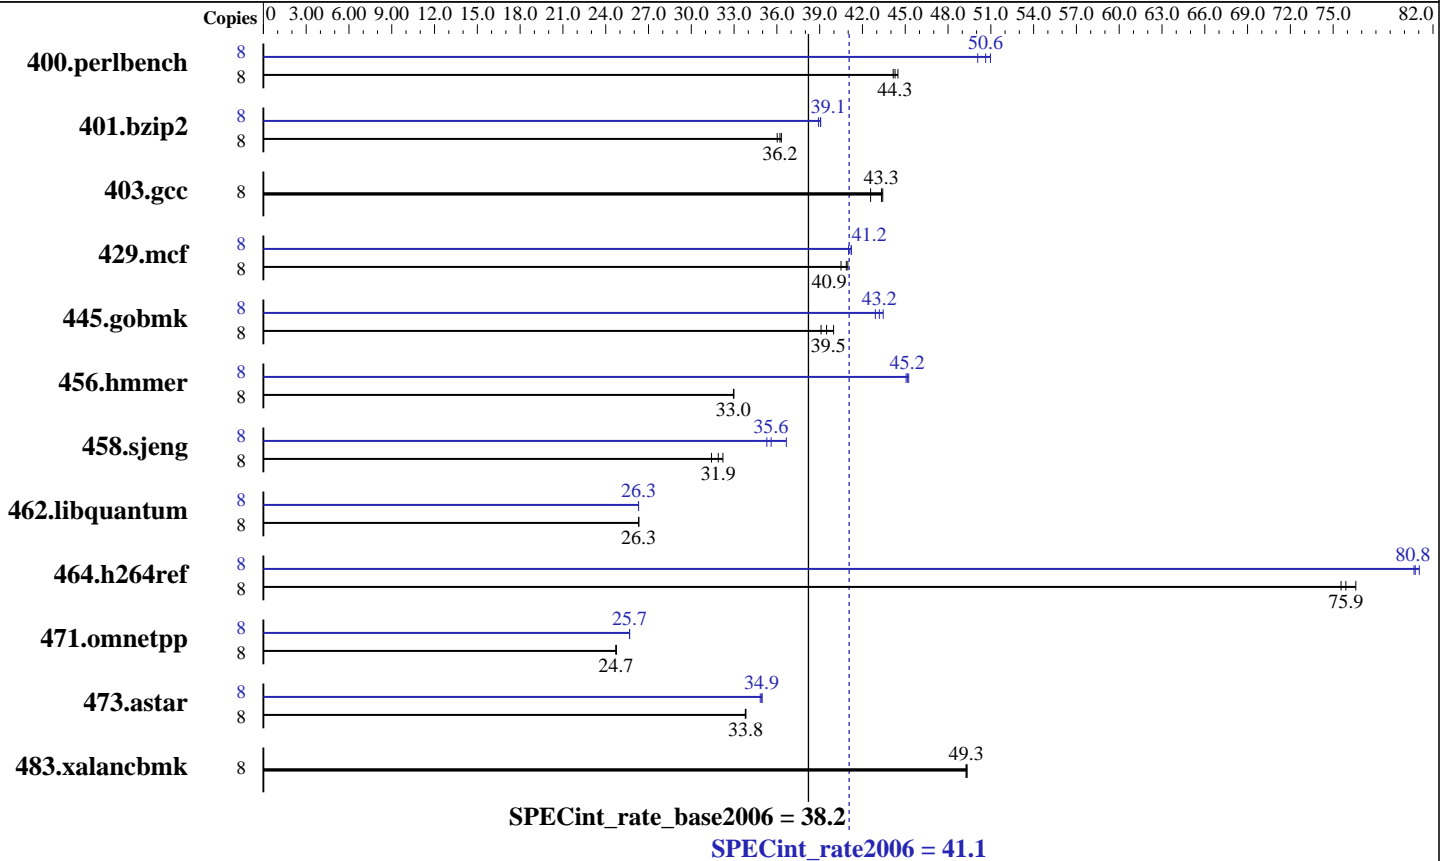 Copies 0 3.00 6.00 9.00 12.0 15.0 18.0 21.0 24.0 27.0 30.0 33.0 36.0 39.0 42.0 45.0 48.0 51.0 54.0 57.0 60.0 63.0 66.0 69.0 72.0 75.0 82.0
400.perlbench
8 50.6
8 44.3
401.bzip2
8 39.1
8 36.2
403.gcc
8 43.3
429.mcf
8 41.2
8 40.9
445.gobmk
8 43.2
8 39.5
456.hmmer
8 45.2
8 33.0
458.sjeng
8 35.6
8 31.9
462.libquantum
8 26.3
8 26.3
464.h264ref
8 80.8
8 75.9
471.omnetpp
8 25.7
8 24.7
473.astar
8 34.9
8 33.8
483.xalancbmk
8 49.3
SPECint_rate_base2006 = 38.2
SPECint_rate2006 = 41.1